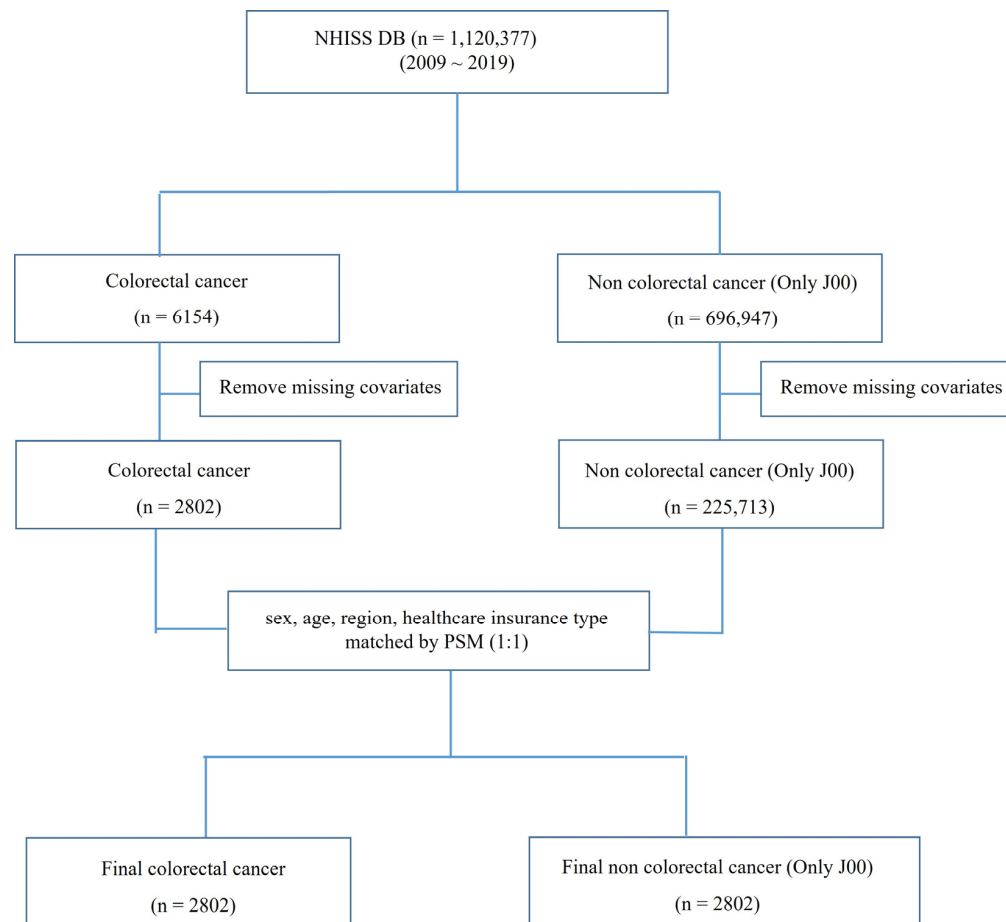 NHISS DB (n = 1,120,377)
(2009 ~ 2019)
Colorectal cancer
(n = 6154)
Non colorectal cancer (Only J00)
(n = 696,947)
Remove missing covariates
Remove missing covariates
Colorectal cancer
(n = 2802)
Non colorectal cancer (Only J00)
(n = 225,713)
sex, age, region, healthcare insurance type
matched by PSM (1:1)
Final colorectal cancer
(n = 2802)
Final non colorectal cancer (Only J00)
(n = 2802)